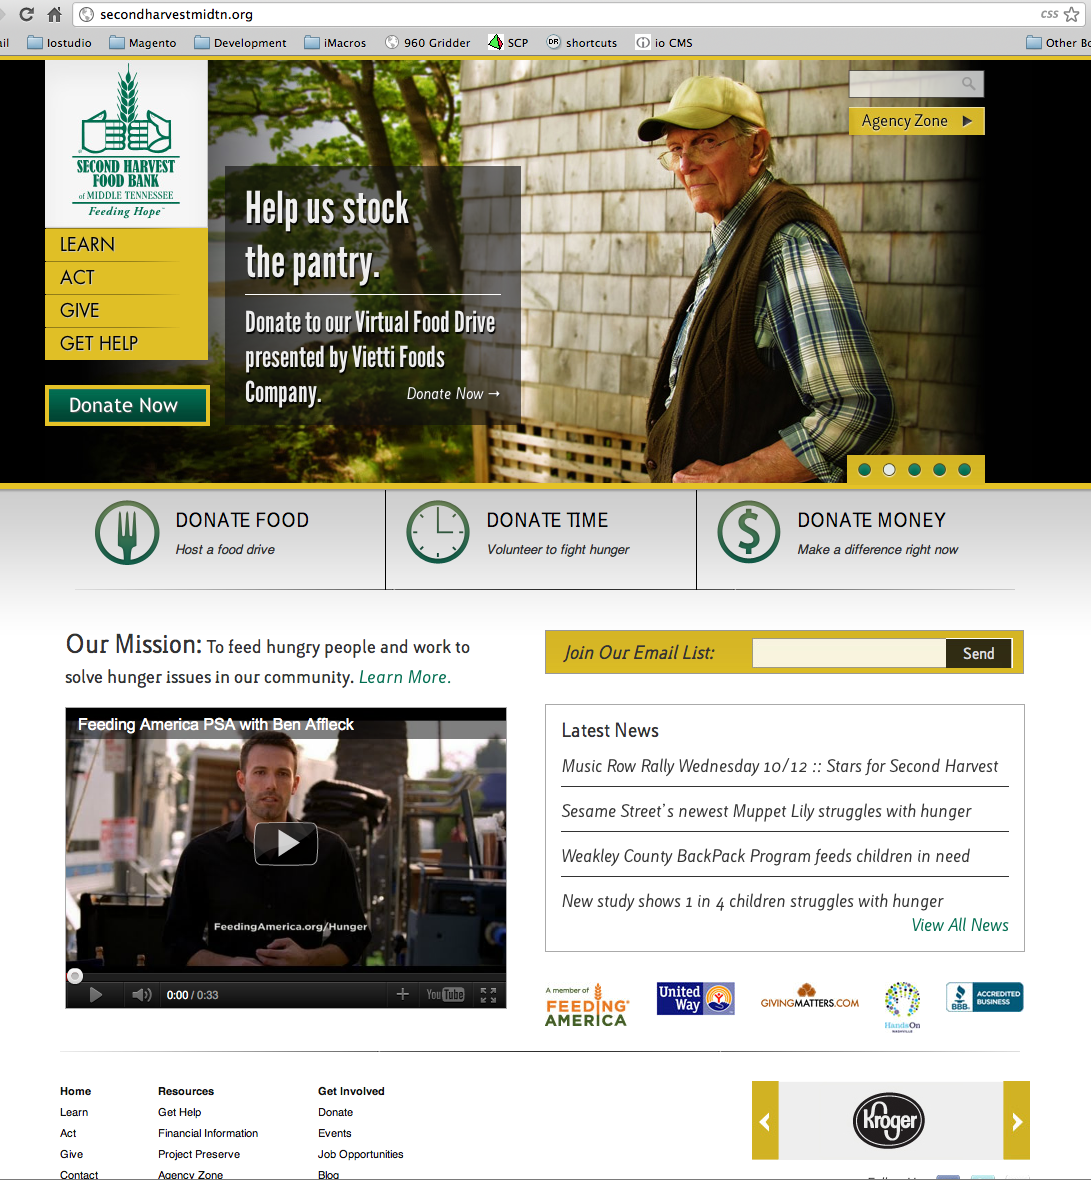 secondharvestmidtn.org
CSS
Iostudio
Magento
Development
iMacros
960 Gridder
SCP
DR shortcuts
io CMS
SECOND HARVEST
FOOD BANK
of MIDDLE TENNESSEE
Feeding Hope™
LEARN
ACT
GIVE
GET HELP
Donate Now
Agency Zone
Help us stock
the pantry.
Donate to our Virtual Food Drive
presented by Vietti Foods
Company.
Donate Now →
DONATE FOOD
Host a food drive
DONATE TIME
Volunteer to fight hunger
$
DONATE MONEY
Make a difference right now
Our Mission: To feed hungry people and work to
solve hunger issues in our community. Learn More.
Feeding America PSA with Ben Affleck
FeedingAmerica.org/Hunger
0:00 / 0:33
YouTube
Join Our Email List:
Send
Latest News
Music Row Rally Wednesday 10/12 :: Stars for Second Harvest
Sesame Street's newest Muppet Lily struggles with hunger
Weakley County BackPack Program feeds children in need
New study shows 1 in 4 children struggles with hunger
View All News
A member of
FEEDING
AMERICA
United
Way
GIVINGMATTERS.COM
HandsOn
NASHVILLE
BBB
ACCREDITED
BUSINESS
Home
Learn
Act
Give
Contact
Resources
Get Help
Financial Information
Project Preserve
Agency Zone
Get Involved
Donate
Events
Job Opportunities
Blog
Kroger